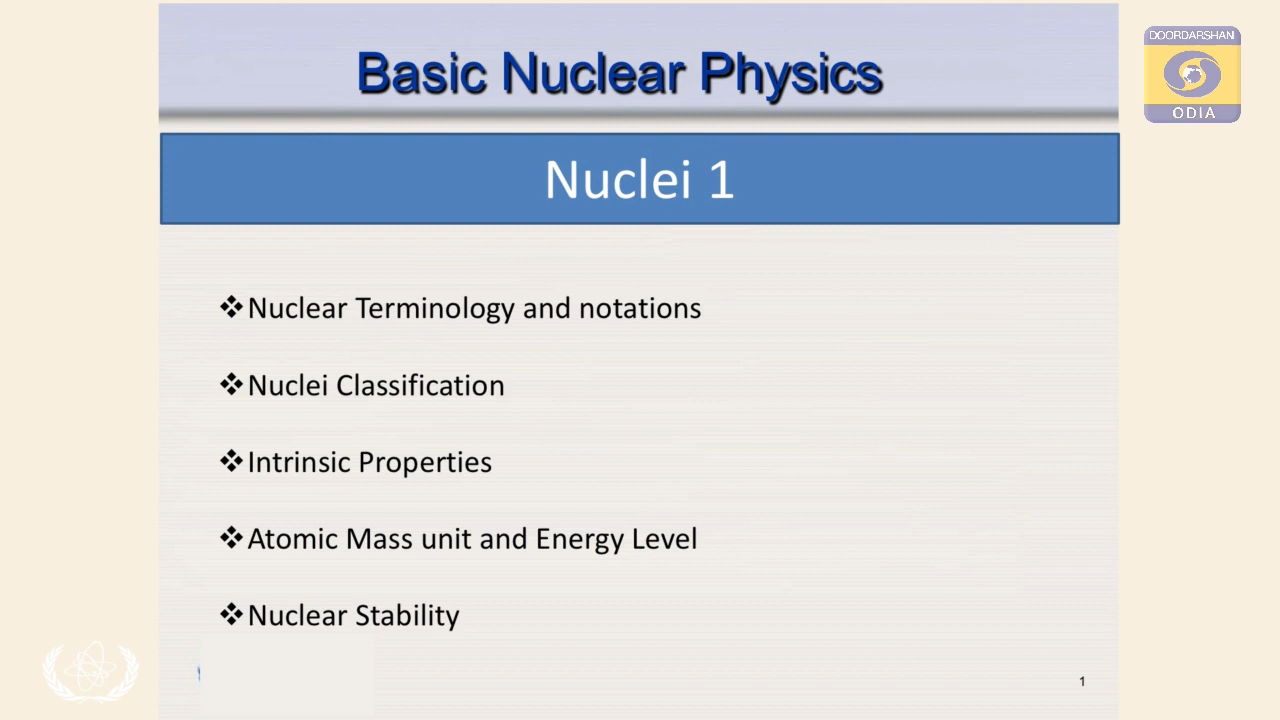 Basic Nuclear Physics
DOORDARSHAN
ODIA
Nuclei 1
❖Nuclear Terminology and notations
❖Nuclei Classification
❖Intrinsic Properties
❖Atomic Mass unit and Energy Level
❖Nuclear Stability
1